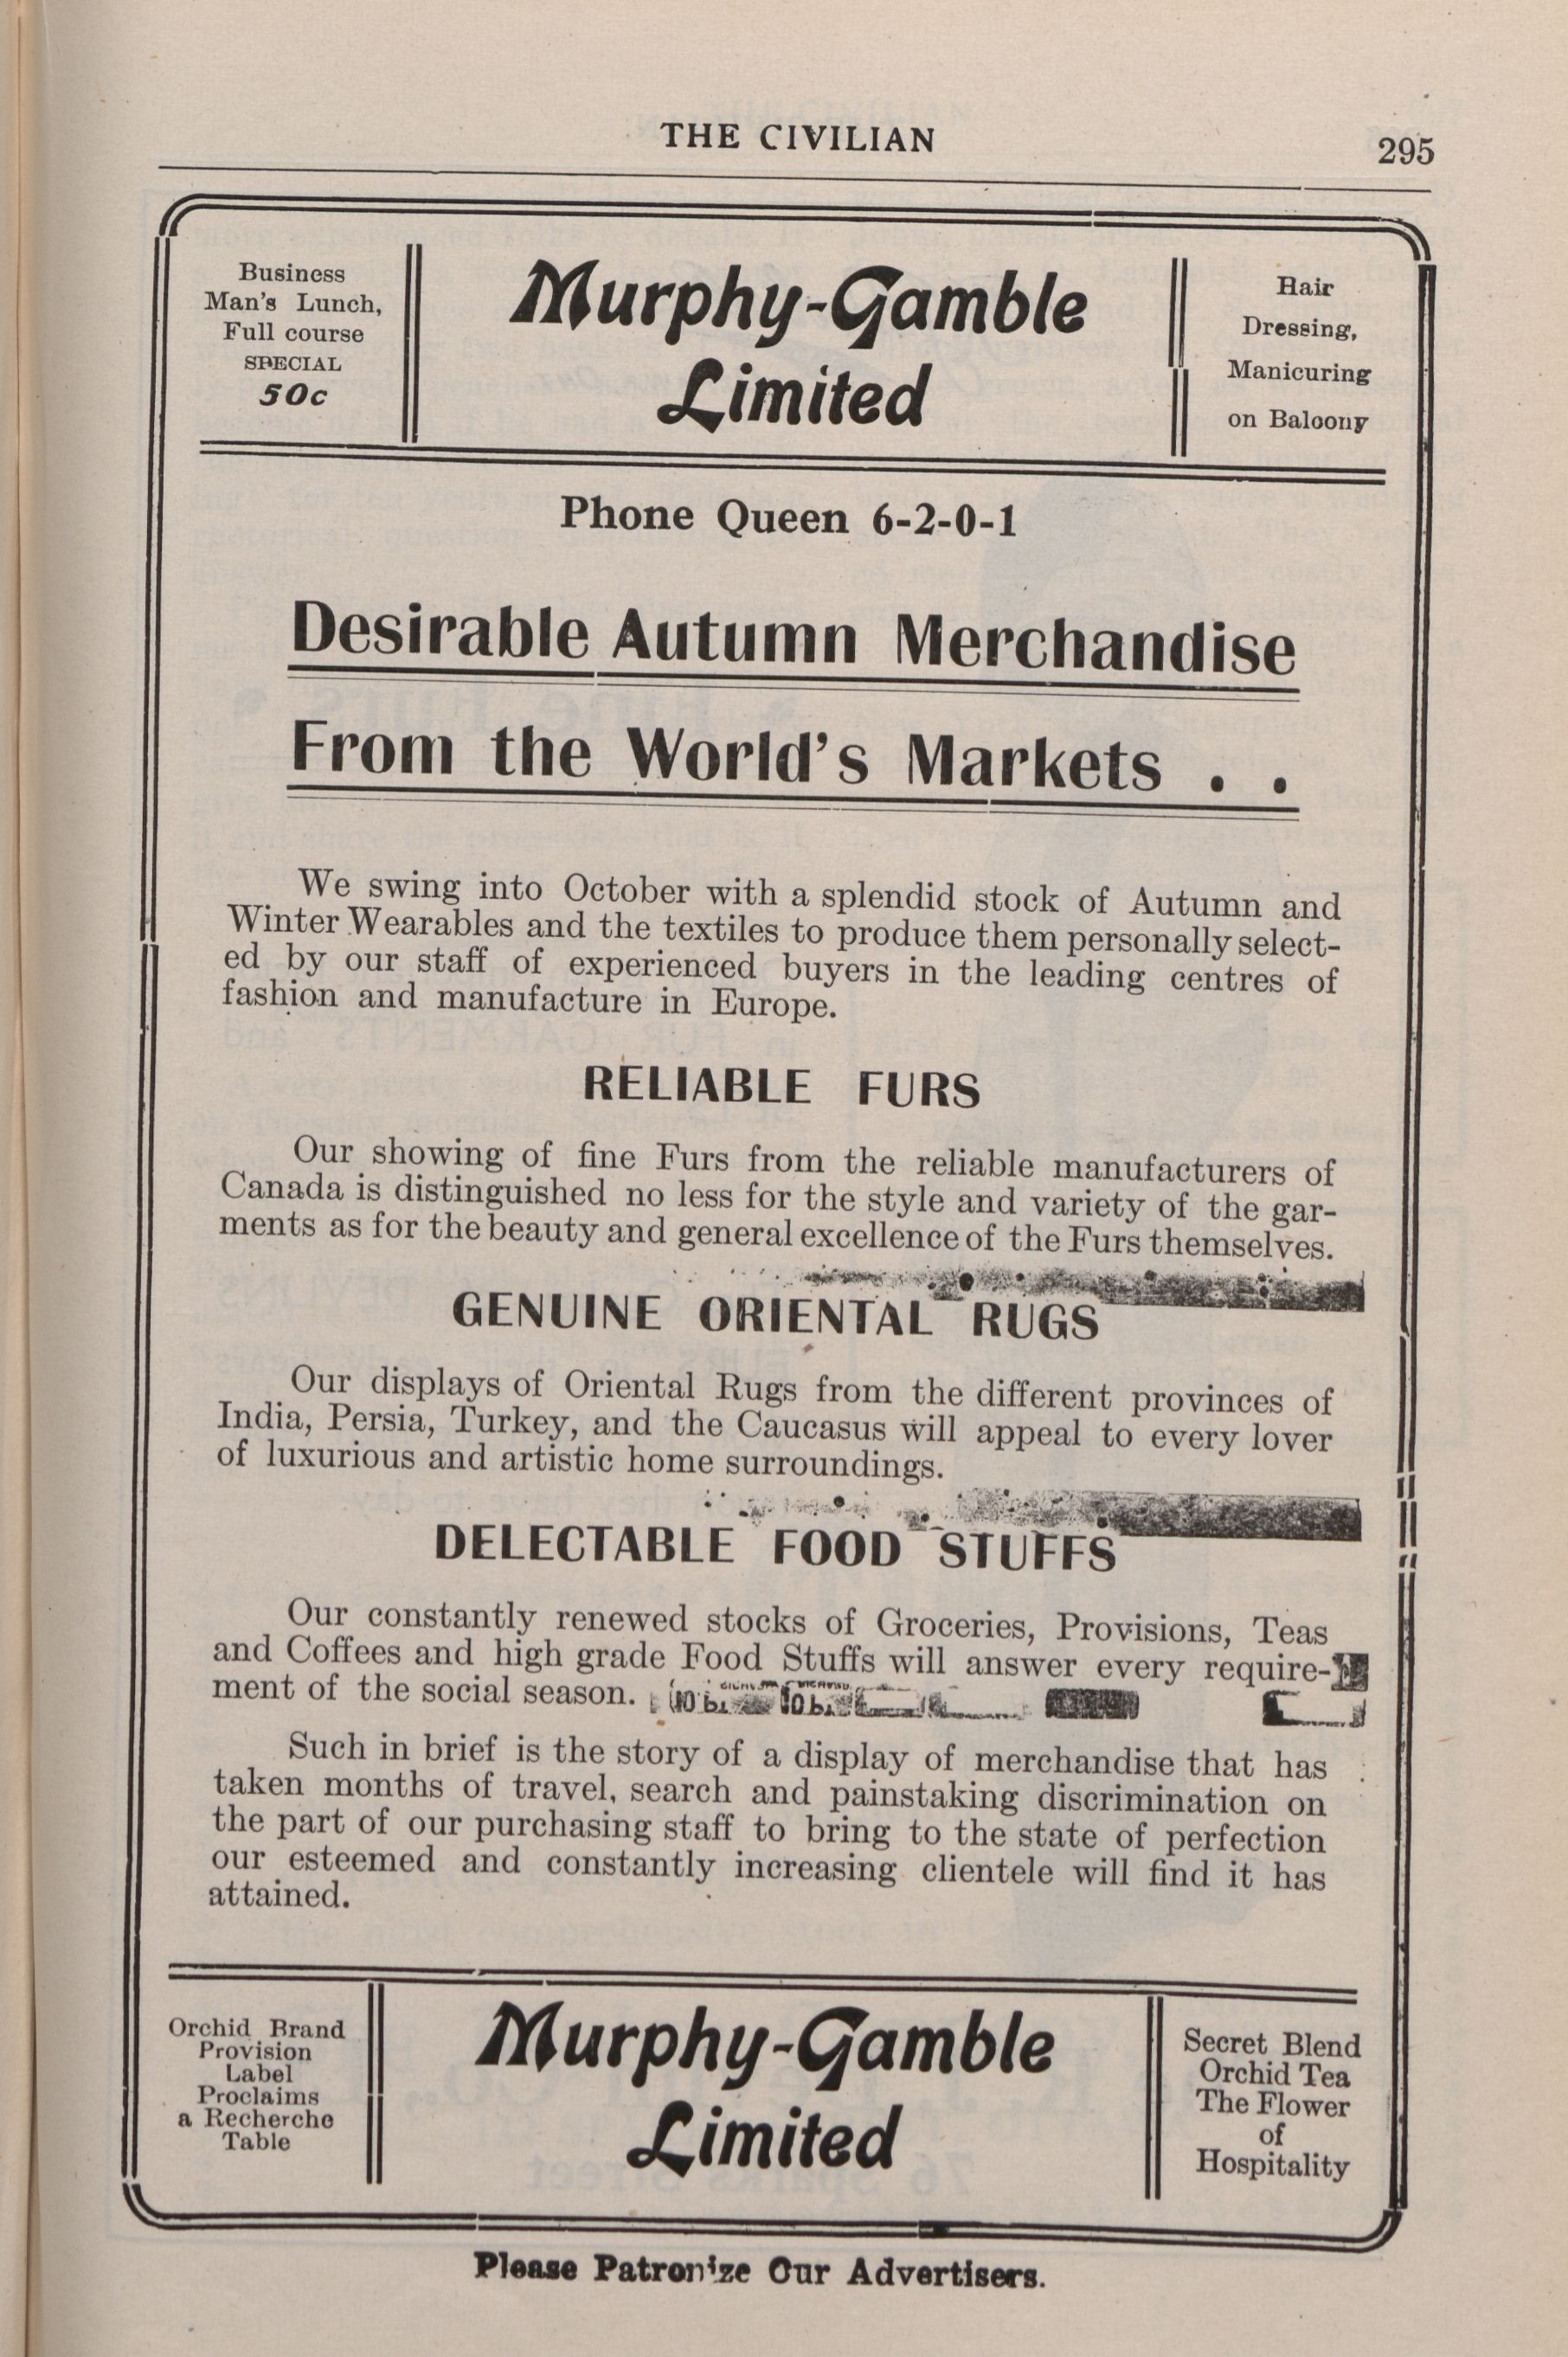 THE CIVILIAN
295
Business
Man's Lunch,
Full course
SPECIAL
50c
Murphy-Gamble
Limited
Hair
Dressing,
Manicuring
on Balcony
Phone Queen 6-2-0-1
Desirable Autumn Merchandise
From the World's Markets . .
We swing into October with a splendid stock of Autumn and
Winter Wearables and the textiles to produce them personally select-
ed by our staff of experienced buyers in the leading centres of
fashion and manufacture in Europe.
RELIABLE FURS
Our showing of fine Furs from the reliable manufacturers of
Canada is distinguished no less for the style and variety of the gar-
ments as for the beauty and general excellence of the Furs themselves.
GENUINE ORIENTAL RUGS
Our displays of Oriental Rugs from the different provinces of
India, Persia, Turkey, and the Caucasus will appeal to every lover
of luxurious and artistic home surroundings.
DELECTABLE FOOD STUFFS
Our constantly renewed stocks of Groceries, Provisions, Teas
and Coffees and high grade Food Stuffs will answer every require-
ment of the social season.
Such in brief is the story of a display of merchandise that has
taken months of travel, search and painstaking discrimination on
the part of our purchasing staff to bring to the state of perfection
our esteemed and constantly increasing clientele will find it has
attained.
Orchid Brand
Provision
Label
Proclaims
a Recherche
Table
Murphy-Gamble
Limited
Secret Blend
Orchid Tea
The Flower
of
Hospitality
Please Patronize Our Advertisers.